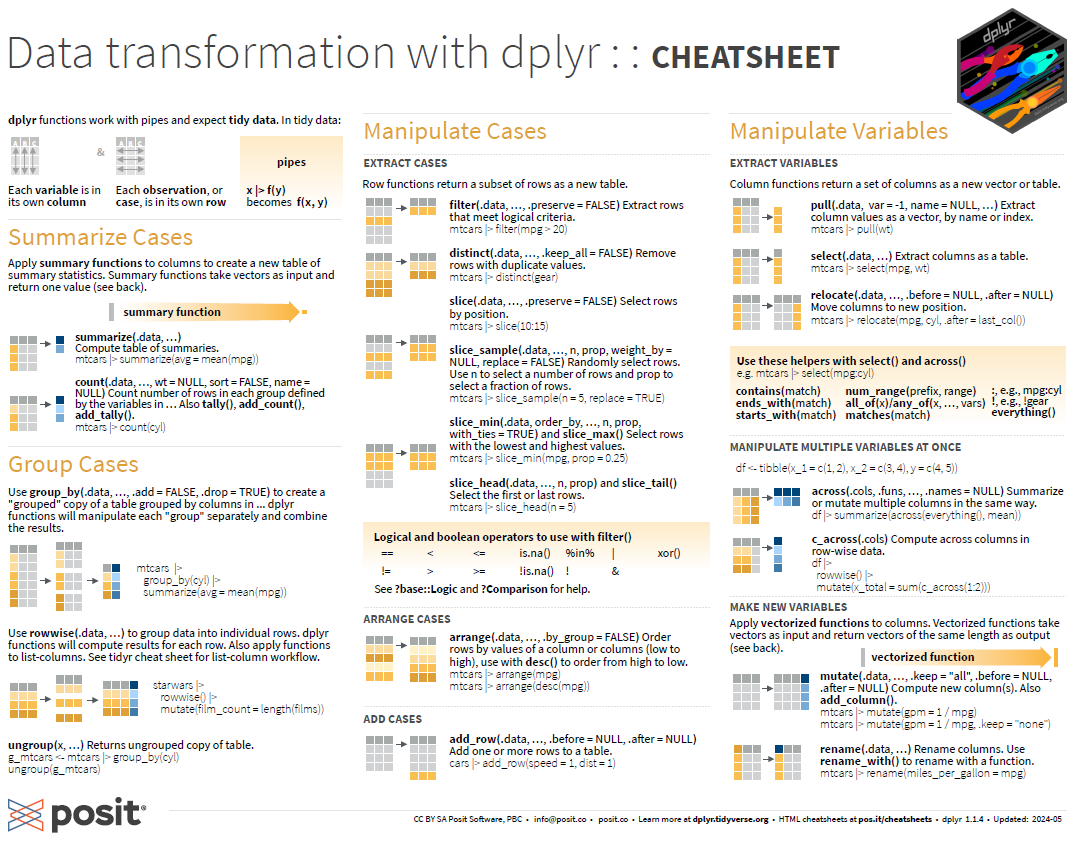 Data transformation with dplyr : : CHEATSHEET
dplyr
dplyr functions work with pipes and expect tidy data. In tidy data:
A B C
&
A B C
pipes
Each variable is in
its own column
Each observation, or
case, is in its own row
x |> f(y)
becomes f(x, y)
Summarize Cases
Apply summary functions to columns to create a new table of
summary statistics. Summary functions take vectors as input and
return one value (see back).
summary function
summarize(.data, …)
Compute table of summaries.
mtcars |> summarize(avg = mean(mpg))
count(.data, …, wt = NULL, sort = FALSE, name =
NULL) Count number of rows in each group defined
by the variables in … Also tally(), add_count(),
add_tally().
mtcars |> count(cyl)
Group Cases
Use group_by(.data, …, .add = FALSE, .drop = TRUE) to create a
"grouped" copy of a table grouped by columns in ... dplyr
functions will manipulate each "group" separately and combine
the results.
mtcars |>
group_by(cyl) |>
summarize(avg = mean(mpg))
Use rowwise(.data, …) to group data into individual rows. dplyr
functions will compute results for each row. Also apply functions
to list-columns. See tidyr cheat sheet for list-column workflow.
starwars |>
rowwise() |>
mutate(film_count = length(films))
ungroup(x, …) Returns ungrouped copy of table.
g_mtcars <- mtcars |> group_by(cyl)
ungroup(g_mtcars)
Manipulate Cases
EXTRACT CASES
Row functions return a subset of rows as a new table.
filter(.data, …, .preserve = FALSE) Extract rows
that meet logical criteria.
mtcars |> filter(mpg > 20)
distinct(.data, …, .keep_all = FALSE) Remove
rows with duplicate values.
mtcars |> distinct(gear)
slice(.data, …, .preserve = FALSE) Select rows
by position.
mtcars |> slice(10:15)
slice_sample(.data, …, n, prop, weight_by =
NULL, replace = FALSE) Randomly select rows.
Use n to select a number of rows and prop to
select a fraction of rows.
mtcars |> slice_sample(n = 5, replace = TRUE)
slice_min(.data, order_by, …, n, prop,
with_ties = TRUE) and slice_max() Select rows
with the lowest and highest values.
mtcars |> slice_min(mpg, prop = 0.25)
slice_head(.data, …, n, prop) and slice_tail()
Select the first or last rows.
mtcars |> slice_head(n = 5)
Logical and boolean operators to use with filter()
== < <= is.na() %in% | xor()
!= > >= !is.na() ! &
See ?base::Logic and ?Comparison for help.
ARRANGE CASES
arrange(.data, …, .by_group = FALSE) Order
rows by values of a column or columns (low to
high), use with desc() to order from high to low.
mtcars |> arrange(mpg)
mtcars |> arrange(desc(mpg))
ADD CASES
add_row(.data, …, .before = NULL, .after = NULL)
Add one or more rows to a table.
cars |> add_row(speed = 1, dist = 1)
Manipulate Variables
EXTRACT VARIABLES
Column functions return a set of columns as a new vector or table.
pull(.data, var = -1, name = NULL, …) Extract
column values as a vector, by name or index.
mtcars |> pull(wt)
select(.data, …) Extract columns as a table.
mtcars |> select(mpg, wt)
relocate(.data, …, .before = NULL, .after = NULL)
Move columns to new position.
mtcars |> relocate(mpg, cyl, .after = last_col())
Use these helpers with select() and across()
e.g. mtcars |> select(mpg:cyl)
contains(match) num_range(prefix, range) :, e.g., mpg:cyl
ends_with(match) all_of(x)/any_of(x, …, vars) !, e.g., !gear
starts_with(match) matches(match) everything()
MANIPULATE MULTIPLE VARIABLES AT ONCE
df <- tibble(x_1 = c(1, 2), x_2 = c(3, 4), y = c(4, 5))
across(.cols, .funs, …, .names = NULL) Summarize
or mutate multiple columns in the same way.
df |> summarize(across(everything(), mean))
c_across(.cols) Compute across columns in
row-wise data.
df |>
rowwise() |>
mutate(x_total = sum(c_across(1:2)))
MAKE NEW VARIABLES
Apply vectorized functions to columns. Vectorized functions take
vectors as input and return vectors of the same length as output
(see back).
vectorized function
mutate(.data, …, .keep = "all", .before = NULL,
.after = NULL) Compute new column(s). Also
add_column().
mtcars |> mutate(gpm = 1 / mpg)
mtcars |> mutate(gpm = 1 / mpg, .keep = "none")
rename(.data, …) Rename columns. Use
rename_with() to rename with a function.
mtcars |> rename(miles_per_gallon = mpg)
posit®
CC BY SA Posit Software, PBC • info@posit.co • posit.co • Learn more at dplyr.tidyverse.org • HTML cheatsheets at pos.it/cheatsheets • dplyr 1.1.4 • Updated: 2024-05